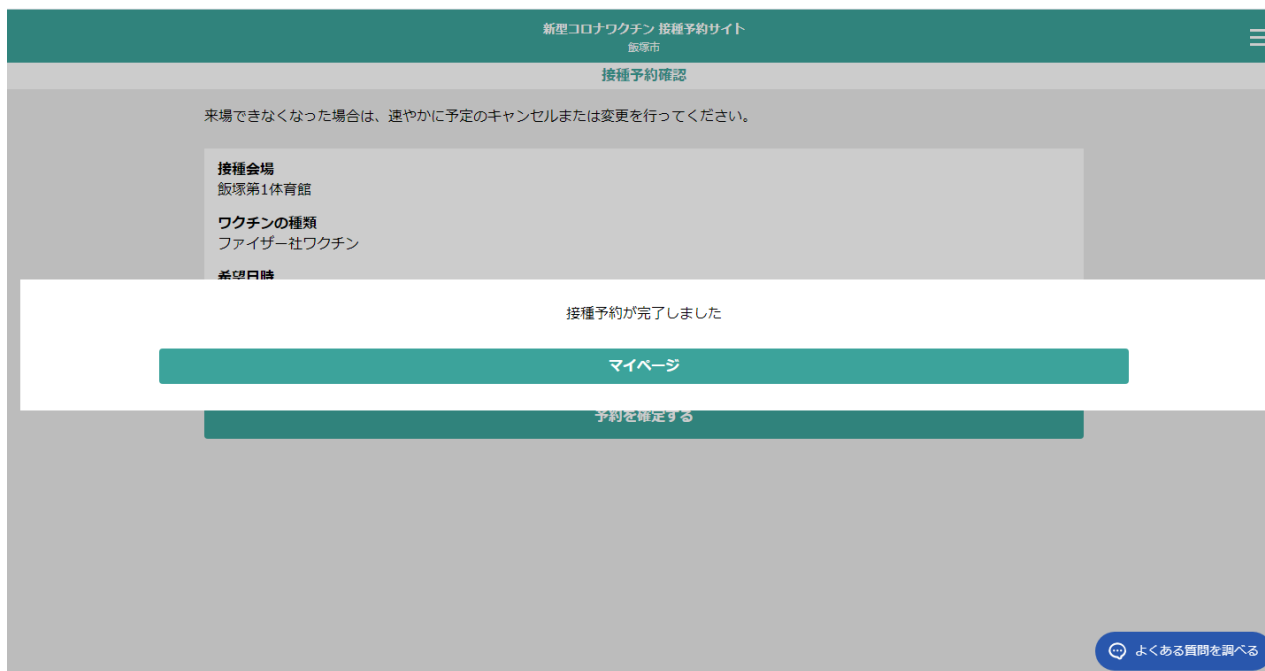 新型コロナワクチン 接種予約サイト
飯塚市
接種予約確認
来場できなくなった場合は、速やかに予定のキャンセルまたは変更を行ってください。
接種会場
飯塚第1体育館
ワクチンの種類
ファイザー社ワクチン
希望日時
接種予約が完了しました
マイページ
予約を確定する
よくある質問を調べる